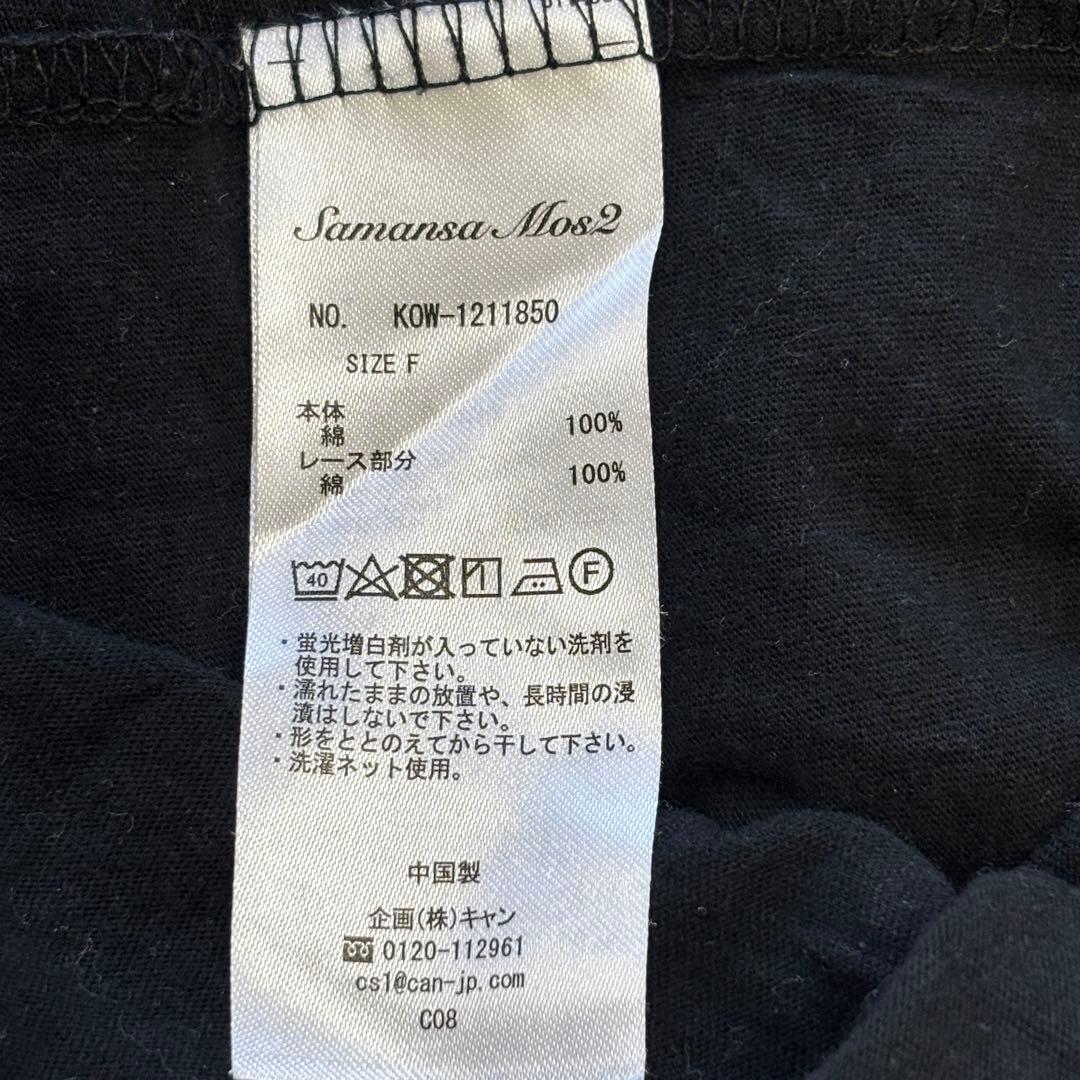 Samansa Mos2
NO. KOW-1211850
SIZE F
本体
綿 100%
レース部分
綿 100%
40
F
・蛍光増白剤が入っていない洗剤を
使用して下さい。
・濡れたままの放置や、長時間の浸
漬はしないで下さい。
・形をととのえてから干して下さい。
・洗濯ネット使用。
中国製
企画(株)キャン
0120-112961
cs1@can-jp.com
C08